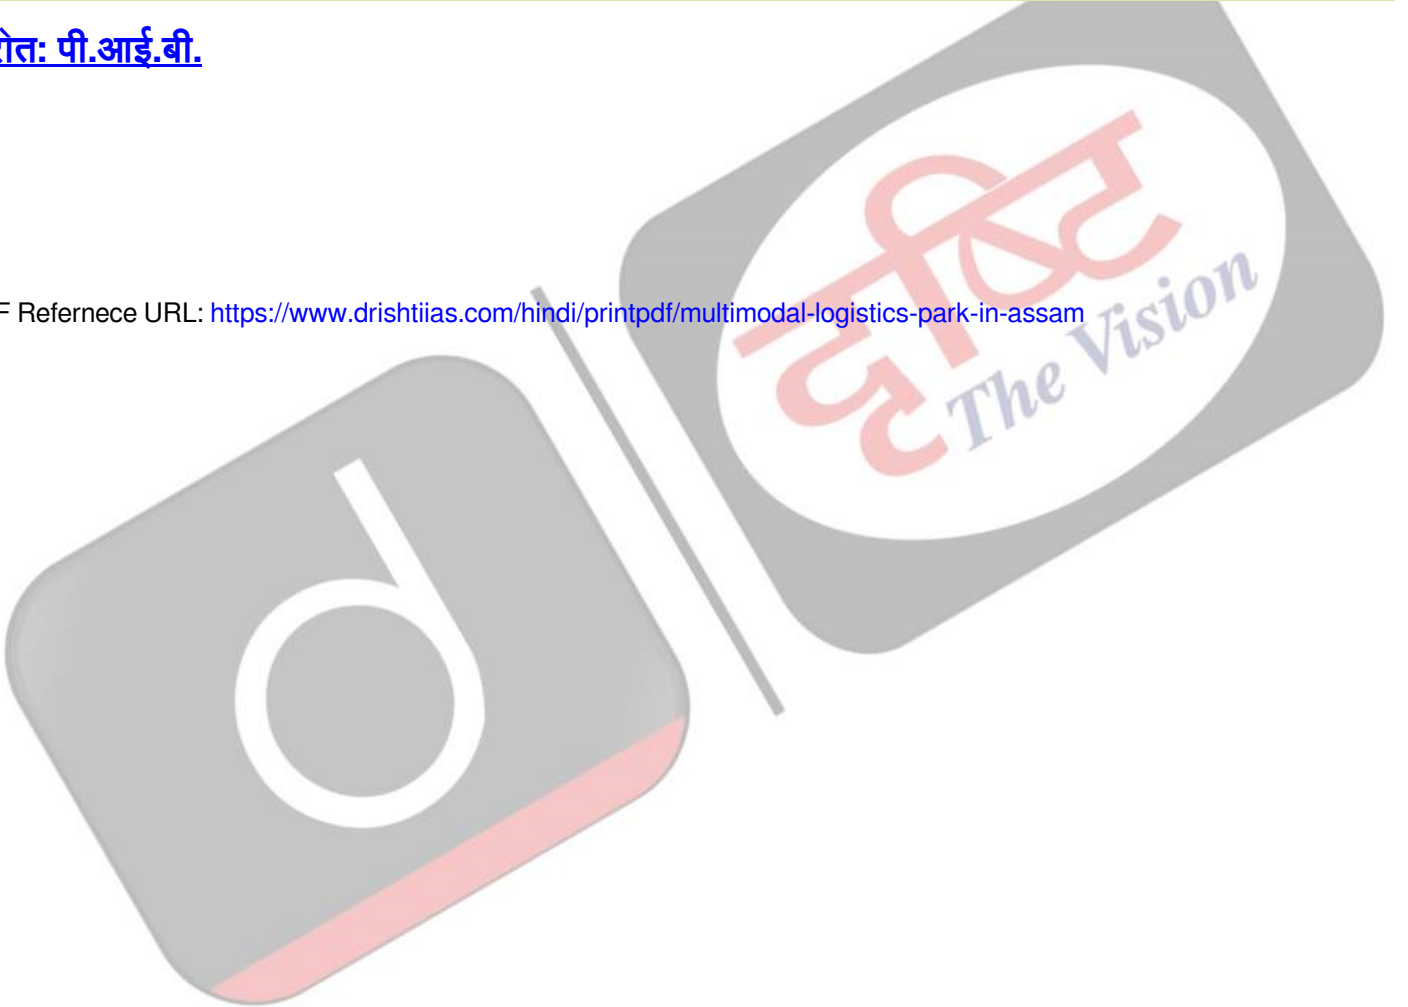 रोत: पी.आई.बी.
F Refernece URL: https://www.drishtiias.com/hindi/printpdf/multimodal-logistics-park-in-assam
दृष्टि
The Vision
d